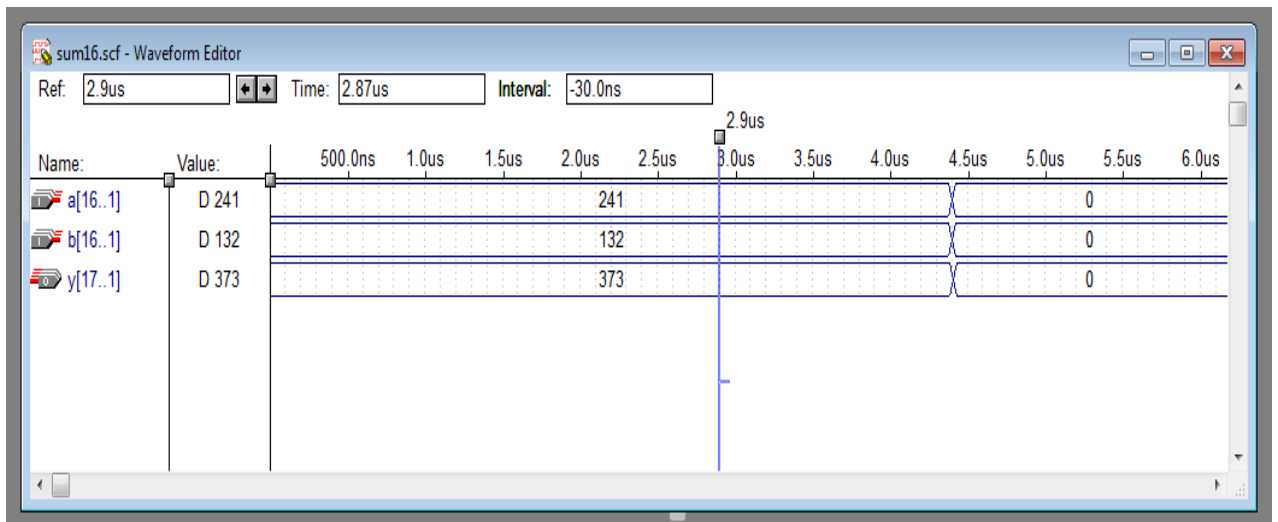 sum16.scf - Waveform Editor
Ref: 2.9us Time: 2.87us Interval: -30.0ns
2.9us
Name: Value: 500.0ns 1.0us 1.5us 2.0us 2.5us 3.0us 3.5us 4.0us 4.5us 5.0us 5.5us 6.0us
a[16..1] D 241 241 0
b[16..1] D 132 132 0
y[17..1] D 373 373 0